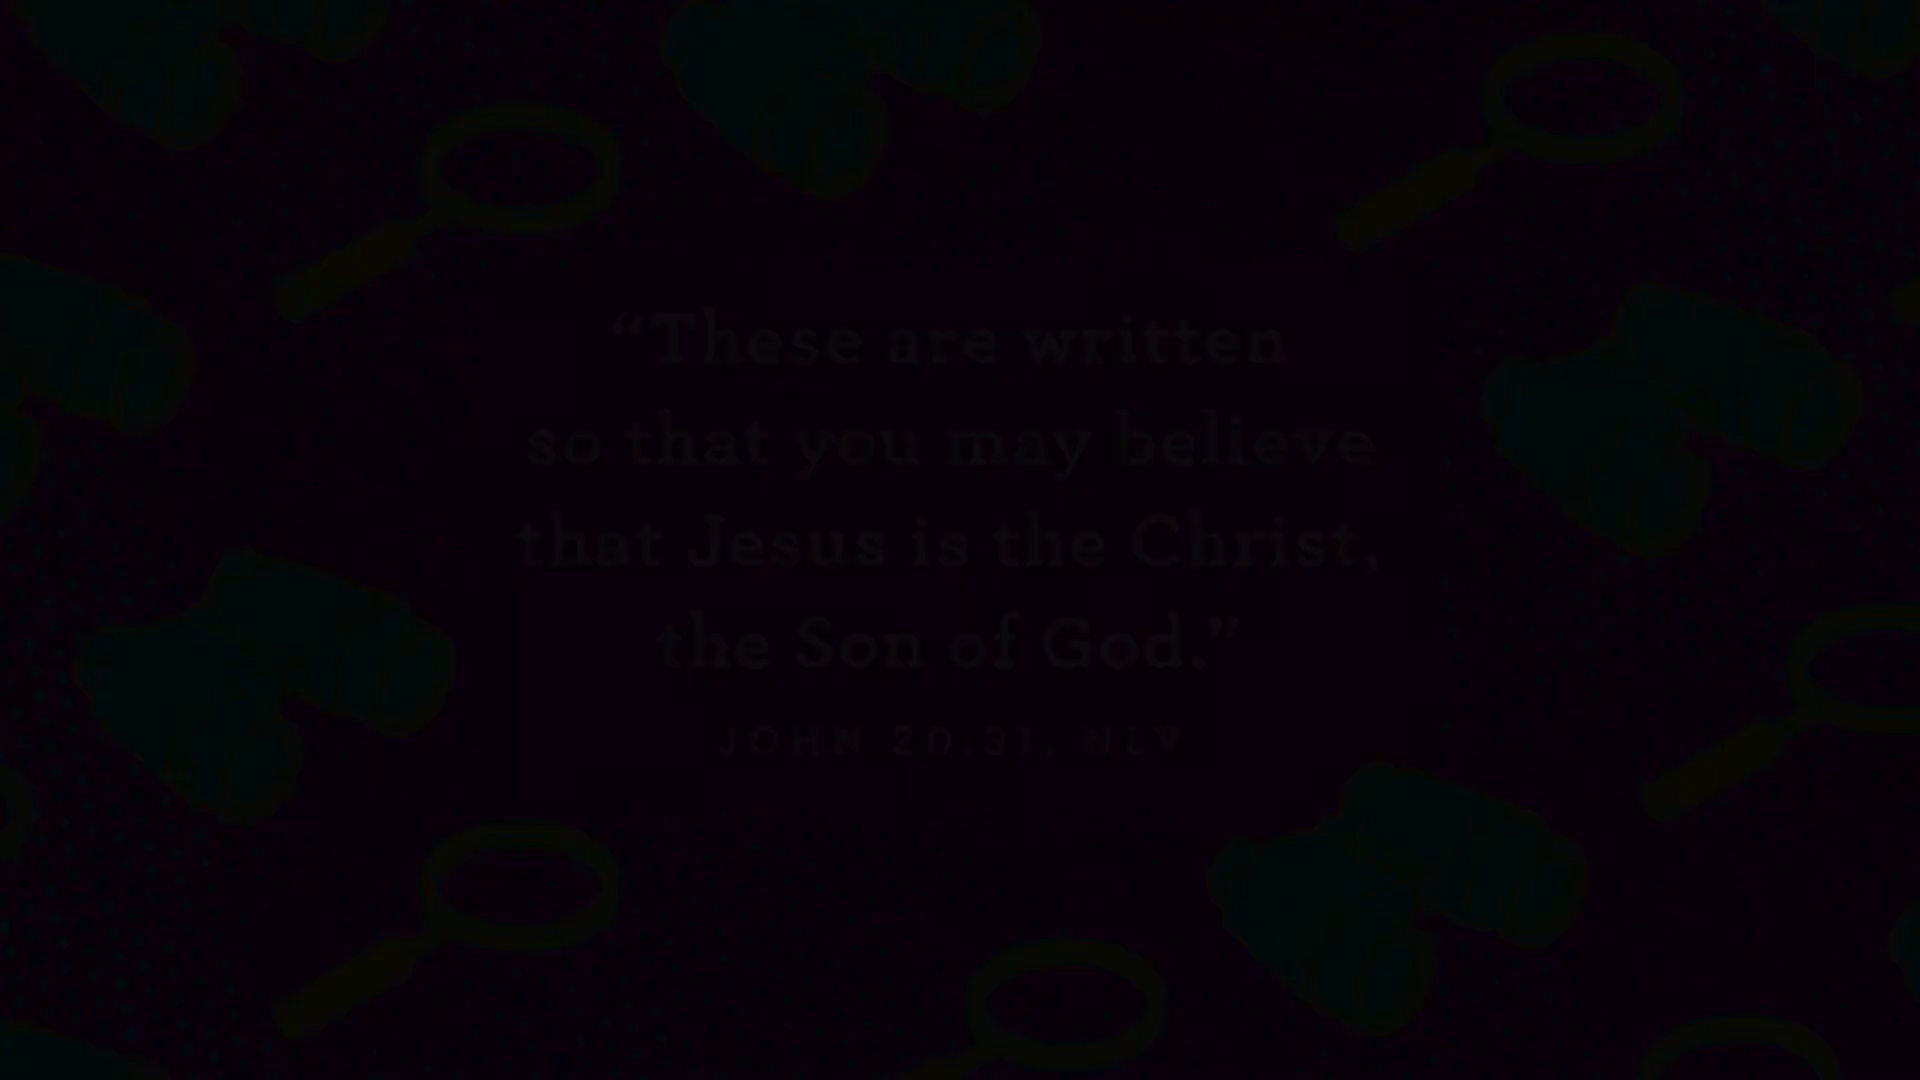 “These are written
so that you may believe
that Jesus is the Christ,
the Son of God.”
JOHN 20:31, NLV